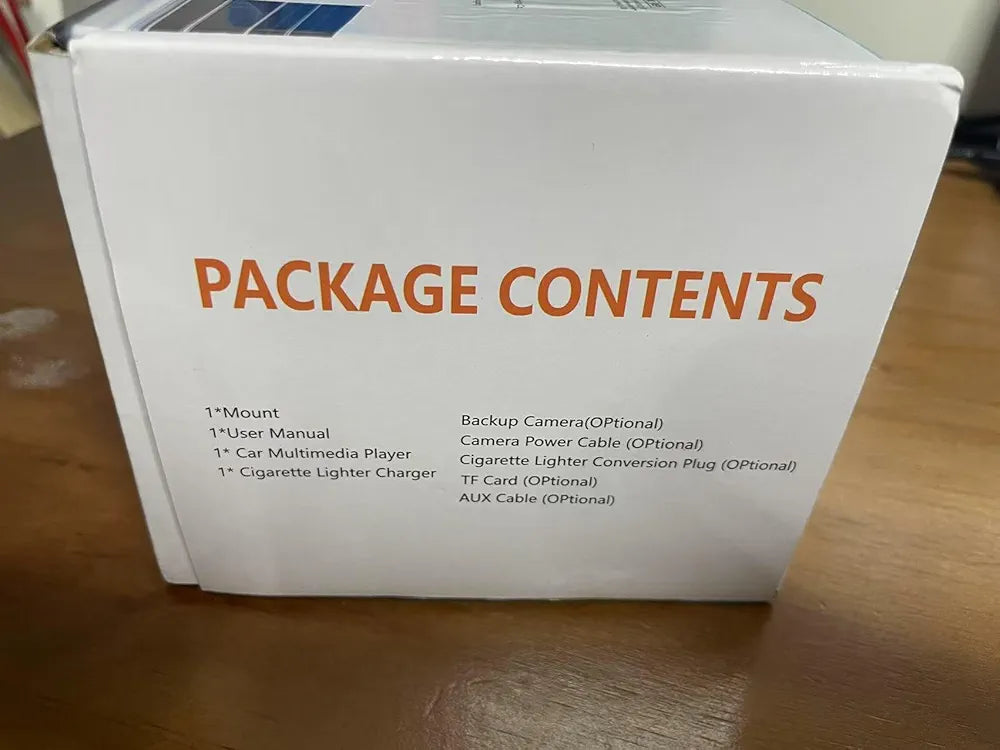 PACKAGE CONTENTS
1*Mount
1*User Manual
1* Car Multimedia Player
1* Cigarette Lighter Charger
Backup Camera(OPtional)
Camera Power Cable (OPtional)
Cigarette Lighter Conversion Plug (OPtional)
TF Card (OPtional)
AUX Cable (OPtional)